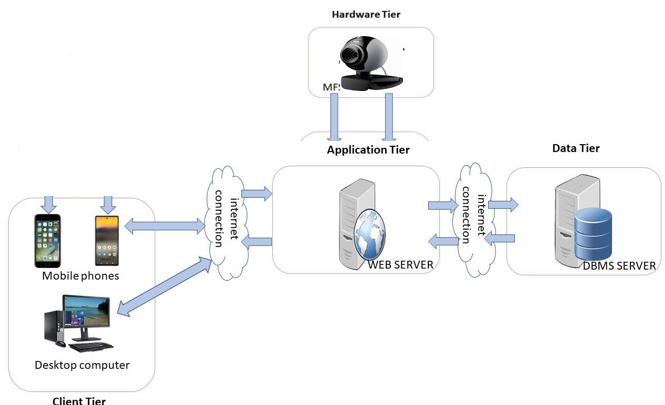 Hardware Tier
MFS
Application Tier
Data Tier
internet
connection
internet
connection
WEB SERVER
DBMS SERVER
Mobile phones
Desktop computer
Client Tier